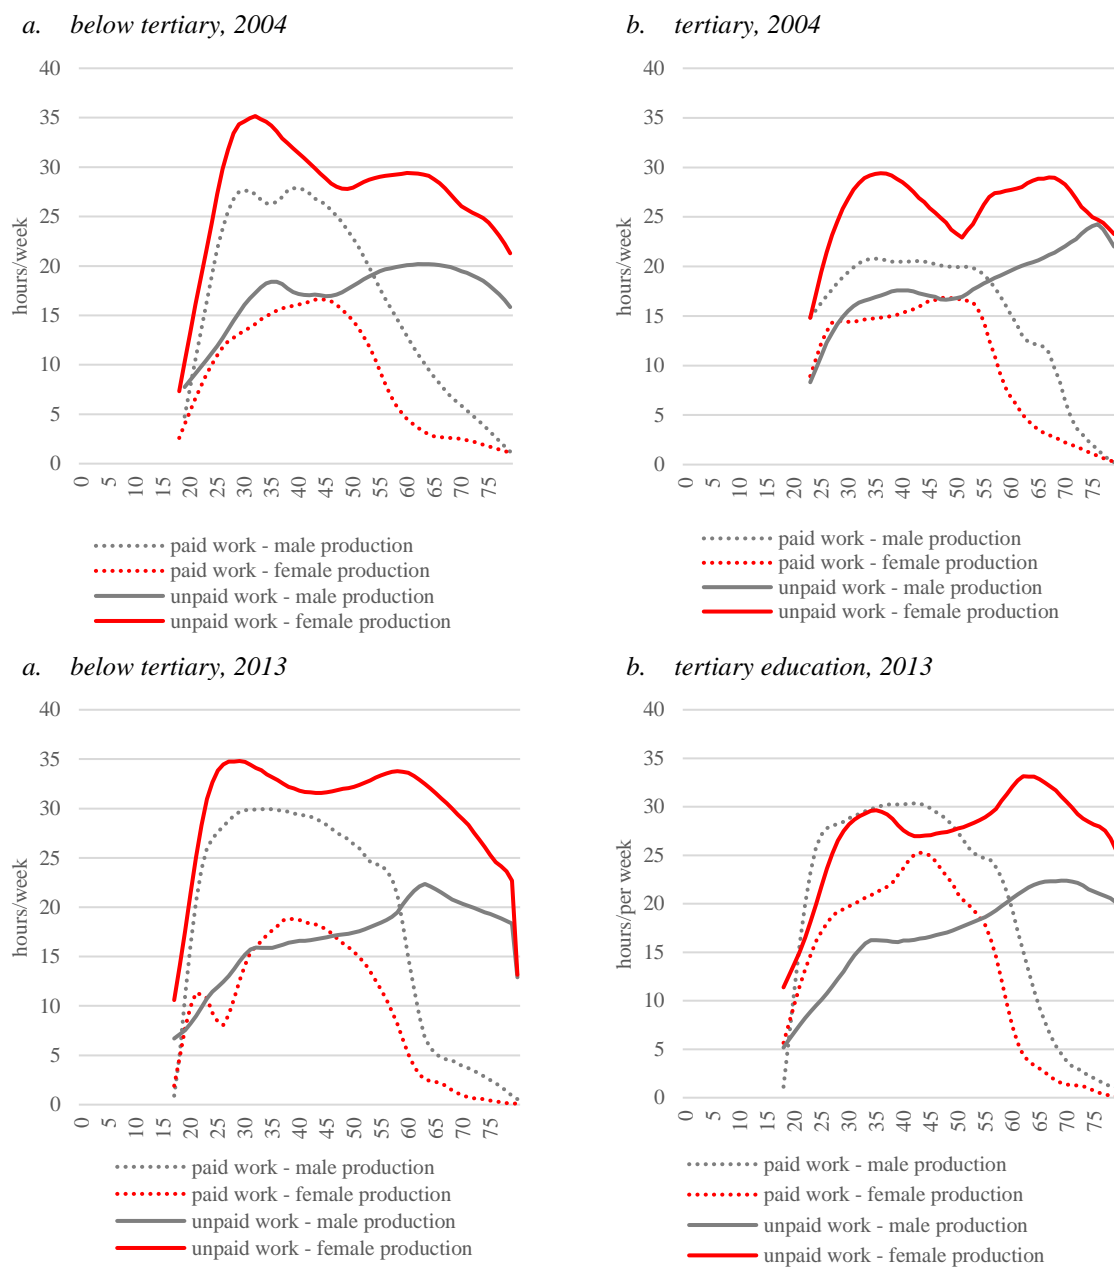 a. below tertiary, 2004
40
35
30
25
20
15
10
5
0
hours/week
0 5 10 15 20 25 30 35 40 45 50 55 60 65 70 75
paid work - male production
paid work - female production
unpaid work - male production
unpaid work - female production
b. tertiary, 2004
40
35
30
25
20
15
10
5
0
hours/week
0 5 10 15 20 25 30 35 40 45 50 55 60 65 70 75
paid work - male production
paid work - female production
unpaid work - male production
unpaid work - female production
a. below tertiary, 2013
40
35
30
25
20
15
10
5
0
hours/week
0 5 10 15 20 25 30 35 40 45 50 55 60 65 70 75
paid work - male production
paid work - female production
unpaid work - male production
unpaid work - female production
b. tertiary education, 2013
40
35
30
25
20
15
10
5
0
hours/per week
0 5 10 15 20 25 30 35 40 45 50 55 60 65 70 75
paid work - male production
paid work - female production
unpaid work - male production
unpaid work - female production